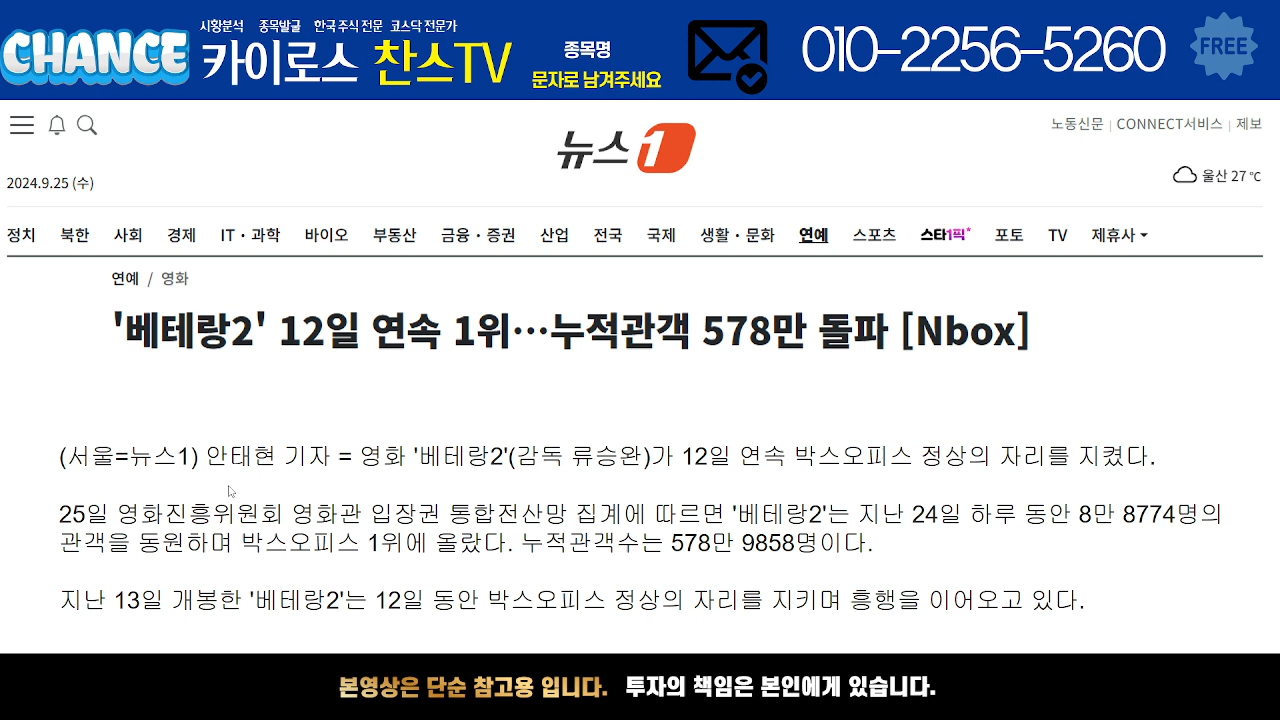 CHANCE
시황분석 종목발굴 한국 주식 전문 코스닥 전문가
카이로스 찬스TV
종목명
문자로 남겨주세요
010-2256-5260
FREE
노동신문 | CONNECT서비스 | 제보
뉴스1
2024.9.25 (수)
울산 27 ℃
정치 북한 사회 경제 IT·과학 바이오 부동산 금융·증권 산업 전국 국제 생활·문화 연예 스포츠 스타1픽* 포토 TV 제휴사
연예 / 영화
'베테랑2' 12일 연속 1위…누적관객 578만 돌파 [Nbox]
(서울=뉴스1) 안태현 기자 = 영화 '베테랑2'(감독 류승완)가 12일 연속 박스오피스 정상의 자리를 지켰다.
25일 영화진흥위원회 영화관 입장권 통합전산망 집계에 따르면 '베테랑2'는 지난 24일 하루 동안 8만 8774명의
관객을 동원하며 박스오피스 1위에 올랐다. 누적관객수는 578만 9858명이다.
지난 13일 개봉한 '베테랑2'는 12일 동안 박스오피스 정상의 자리를 지키며 흥행을 이어오고 있다.
본영상은 단순 참고용 입니다. 투자의 책임은 본인에게 있습니다.